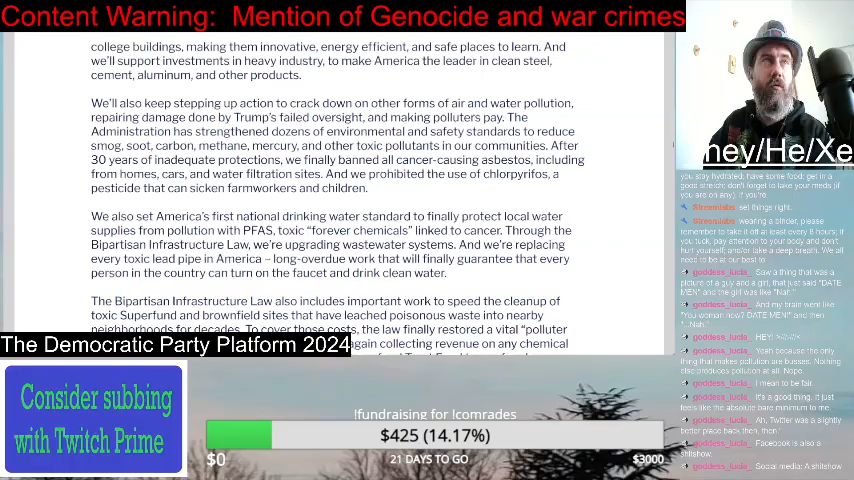 Content Warning: Mention of Genocide and war crimes
college buildings, making them innovative, energy efficient, and safe places to learn. And
we'll support investments in heavy industry, to make America the leader in clean steel,
cement, aluminum, and other products.
We'll also keep stepping up action to crack down on other forms of air and water pollution,
repairing damage done by Trump's failed oversight, and making polluters pay. The
Administration has strengthened dozens of environmental and safety standards to reduce
smog, soot, carbon, methane, mercury, and other toxic pollutants in our communities. After
30 years of inadequate protections, we finally banned all cancer-causing asbestos, including
from homes, cars, and water filtration sites. And we prohibited the use of chlorpyrifos, a
pesticide that can sicken farmworkers and children.
We also set America's first national drinking water standard to finally protect local water
supplies from pollution with PFAS, toxic "forever chemicals" linked to cancer. Through the
Bipartisan Infrastructure Law, we're upgrading wastewater systems. And we're replacing
every toxic lead pipe in America – long-overdue work that will finally guarantee that every
person in the country can turn on the faucet and drink clean water.
The Bipartisan Infrastructure Law also includes important work to speed the cleanup of
toxic Superfund and brownfield sites that have leached poisonous waste into nearby
neighborhoods for decades. To cover those costs, the law finally restored a vital "polluter
again collecting revenue on any chemical
The Democratic Party Platform 2024
Consider subbing
with Twitch Prime
!fundraising for !comrades
$425 (14.17%)
$0
21 DAYS TO GO
$3000
ney/He/Xe
you stay hydrated, have some food, get in a
good stretch, don't forget to take your meds (if
you are on any), if you
Streamlabs: set things right.
Streamlabs: wearing a binder, please
remember to take it off at least every 8 hours, if
you tuck, pay attention to your body and don't
hurt yourself, and/or take a deep breath. We all
need to be at our best to
goddess_lucia_: Saw a thing that was a
picture of a guy and a girl, that just said "DATE
MEN" and the girl was like "Nah."
goddess_lucia_: And my brain went like
"You woman now? DATE MEN!" and then
"...Nah."
goddess_lucia_: HEY!
goddess_lucia_: Yeah because the only
thing that makes pollution are busses. Nothing
else produces pollution at all. Nope.
goddess_lucia_: I mean to be fair.
goddess_lucia_: It's a good thing, it just
feels like the absolute bare minimum to me.
goddess_lucia_: Ah, Twitter was a slightly
better place back then, then.
goddess_lucia_: Facebook is also a
shitshow.
goddess_lucia_: Social media: A shitshow